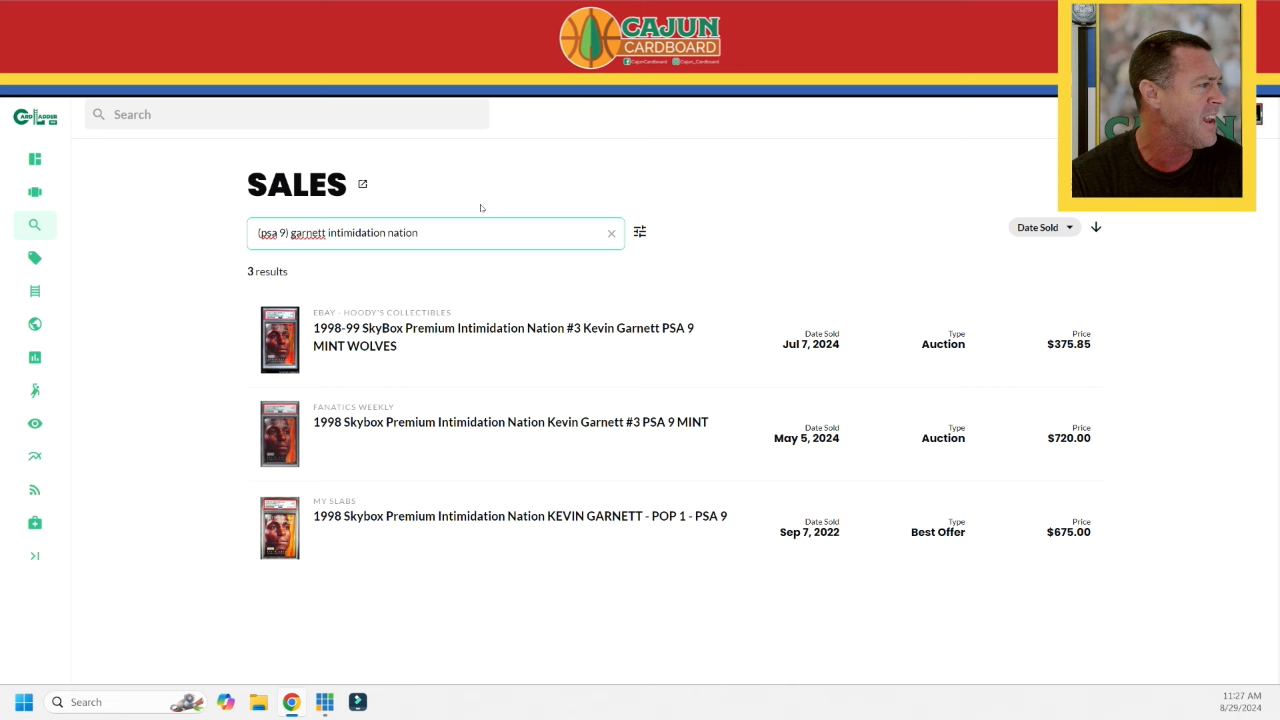 CAJUN
CARDBOARD
CajunCardboard Cajun_Cardboard
CARD LADDER
Search
SALES
(psa 9) garnett intimidation nation
Date Sold
3 results
EBAY - HOODY'S COLLECTIBLES
1998-99 SkyBox Premium Intimidation Nation #3 Kevin Garnett PSA 9
MINT WOLVES
Date Sold
Jul 7, 2024
Type
Auction
Price
$375.85
FANATICS WEEKLY
1998 Skybox Premium Intimidation Nation Kevin Garnett #3 PSA 9 MINT
Date Sold
May 5, 2024
Type
Auction
Price
$720.00
MY SLABS
1998 Skybox Premium Intimidation Nation KEVIN GARNETT - POP 1 - PSA 9
Date Sold
Sep 7, 2022
Type
Best Offer
Price
$675.00
Search
11:27 AM
8/29/2024